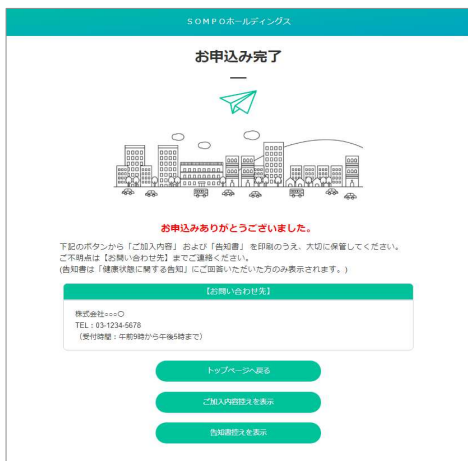 SOMPOホールディングス
お申込み完了
お申込みありがとうございました。
下記のボタンから「ご加入内容」 および「告知書」 を印刷のうえ、大切に保管してください。
ご不明点は【お問い合わせ先】までご連絡ください。
(告知書は「健康状態に関する告知」にご回答いただいた方のみ表示されます。)
【お問い合わせ先】
株式会社===〇
TEL：03-1234-5678
（受付時間：午前9時から午後5時まで）
トップページへ戻る
ご加入内容控えを表示
告知書控えを表示